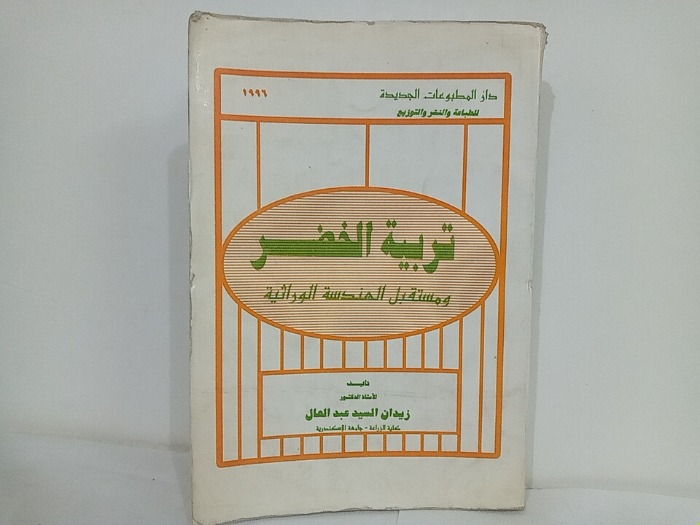 دار المطبوعات الجديدة ١٩٩٦
للطباعة والنشر والتوزيع
تربية الخضر
ومستقبل الهندسة الوراثية
تأليف
للأستاذ الدكتور
زيدان السيد عبد العال
كلية الزراعة - جامعة الإسكندرية